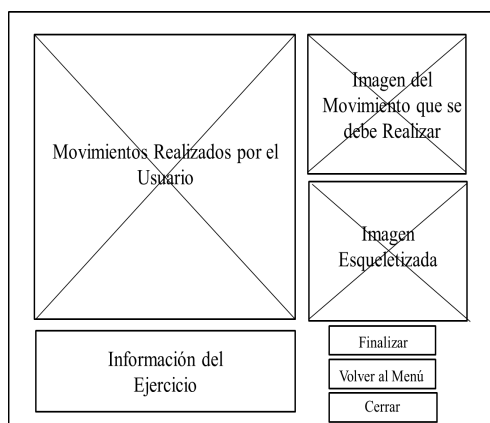 Movimientos Realizados por el
Usuario
Imagen del
Movimiento que se
debe Realizar
Imagen
Esqueletizada
Información del
Ejercicio
Finalizar
Volver al Menú
Cerrar